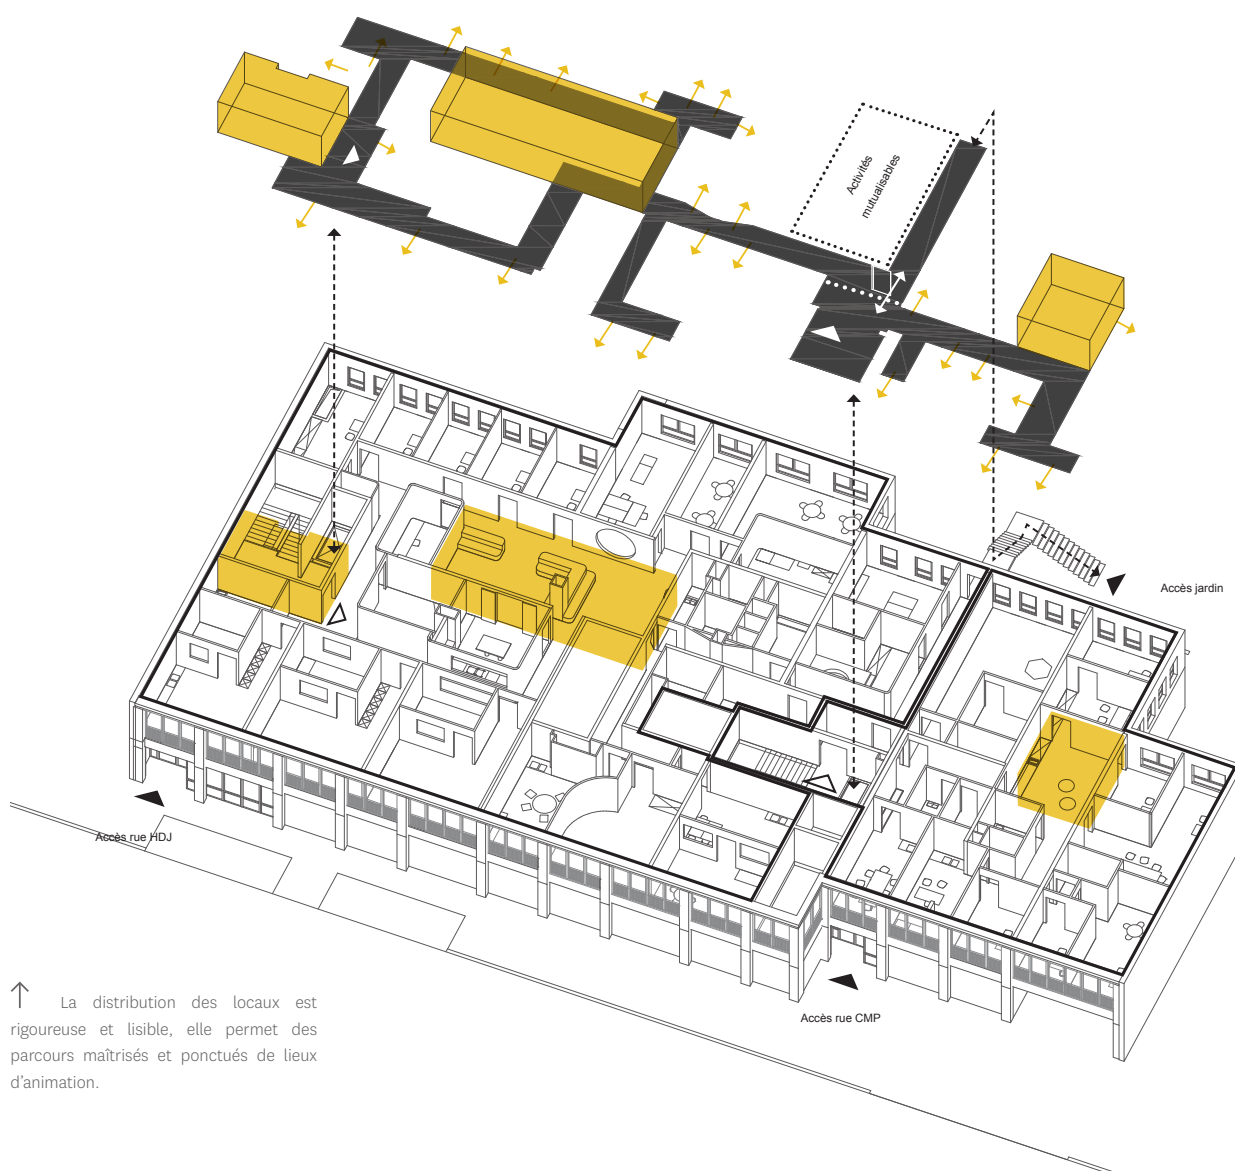 Activités
mutualisables
Accès jardin
Accès rue HDJ
Accès rue CMP
↑ La distribution des locaux est
rigoureuse et lisible, elle permet des
parcours maîtrisés et ponctués de lieux
d'animation.